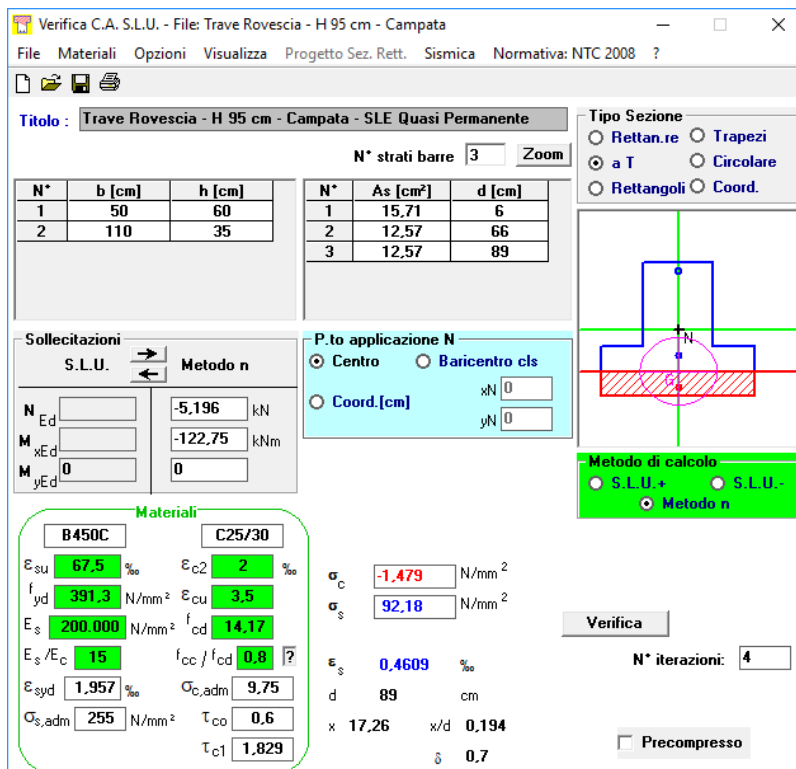 Verifica C.A. S.L.U. - File: Trave Rovescia - H 95 cm - Campata
File Materiali Opzioni Visualizza Progetto Sez. Rett. Sismica Normativa: NTC 2008 ?
Titolo : Trave Rovescia - H 95 cm - Campata - SLE Quasi Permanente
N° strati barre 3 Zoom
N° b [cm] h [cm]
1 50 60
2 110 35
N° As [cm²] d [cm]
1 15,71 6
2 12,57 66
3 12,57 89
Tipo Sezione
Rettan.re Trapezi
a T Circolare
Rettangoli Coord.
N
G
Sollecitazioni
S.L.U. Metodo n
N Ed -5,196 kN
M xEd -122,75 kNm
M yEd 0 0
P.to applicazione N
Centro Baricentro cls
Coord.[cm] xN 0
yN 0
Metodo di calcolo
S.L.U.+ S.L.U.-
Metodo n
Materiali
B450C C25/30
εsu 67,5 ‰ εc2 2 ‰
fyd 391,3 N/mm² εcu 3,5
Es 200.000 N/mm² fcd 14,17
Es /Ec 15 fcc / fcd 0,8 ?
εsyd 1,957 ‰ σc,adm 9,75
σs,adm 255 N/mm² τco 0,6
τc1 1,829
σc -1,479 N/mm²
σs 92,18 N/mm²
εs 0,4609 ‰
d 89 cm
x 17,26 x/d 0,194
δ 0,7
Verifica
N° iterazioni: 4
Precompresso